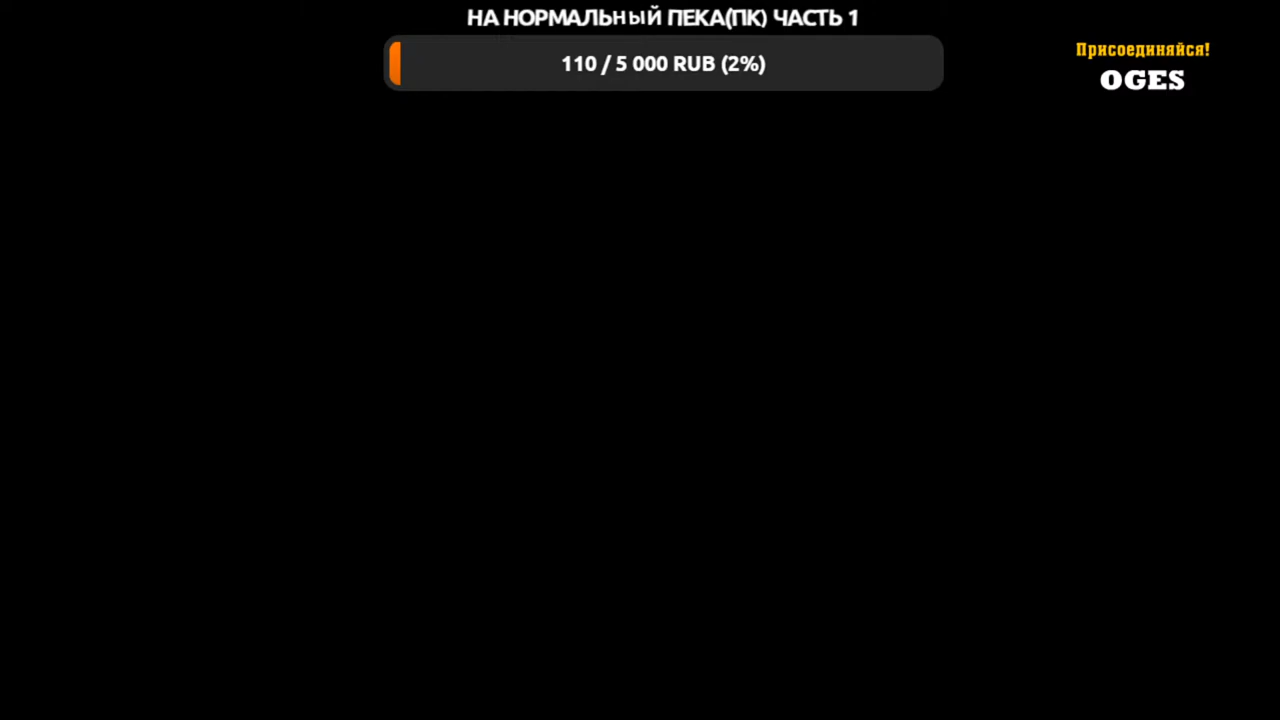 НА НОРМАЛЬНЫЙ ПЕКА(ПК) ЧАСТЬ 1
110 / 5 000 RUB (2%)
Присоединяйся!
OGES